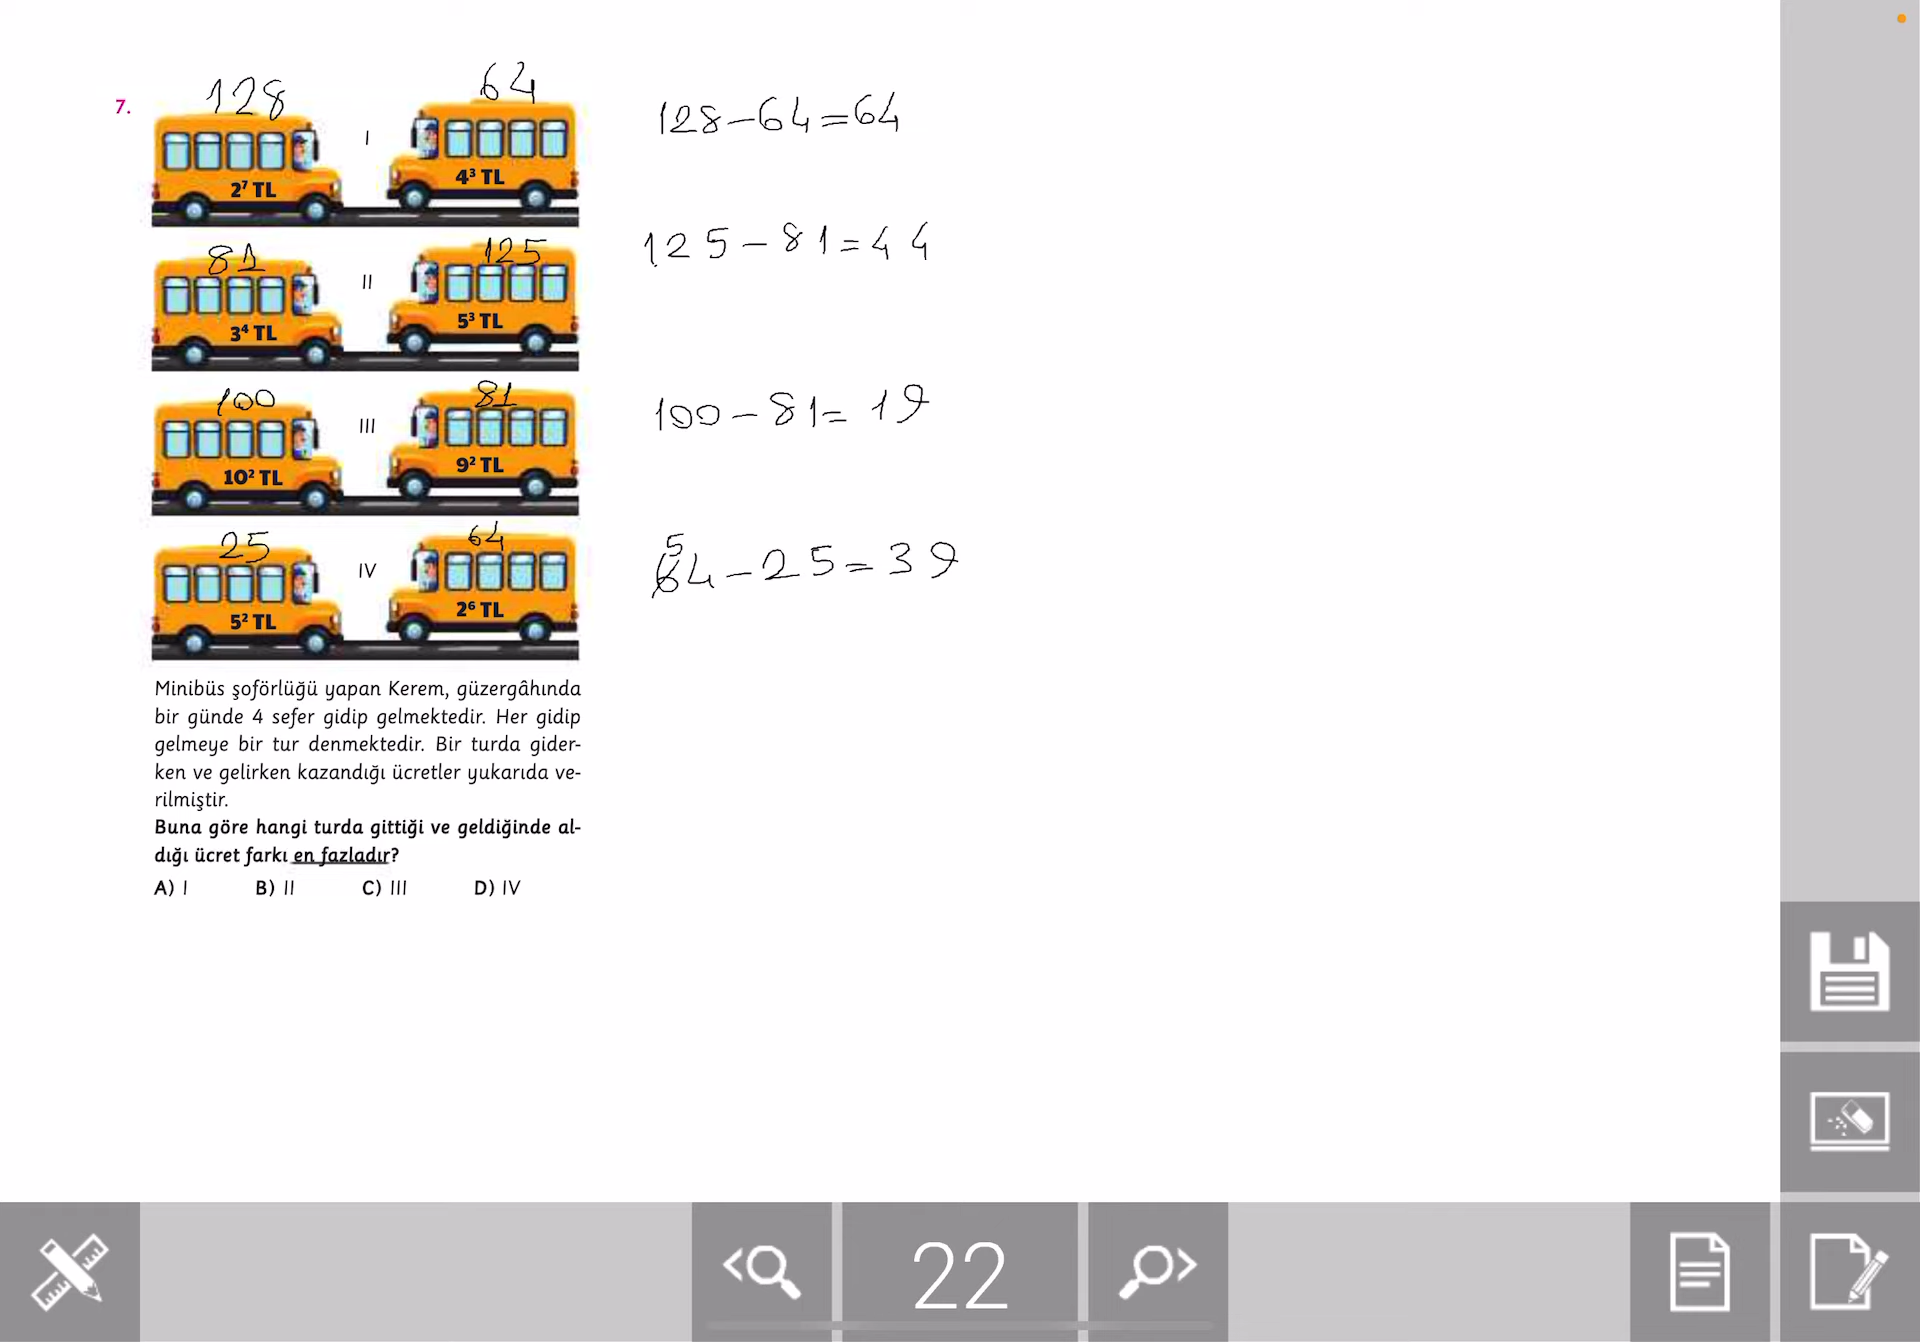 7.
128
64
I
2⁷ TL
4³ TL
128-64=64
81
125
II
3⁴ TL
5³ TL
125-81=44
100
81
III
10² TL
9² TL
100-81=19
25
64
IV
5² TL
2⁶ TL
5
64-25=39
Minibüs şoförlüğü yapan Kerem, güzergâhında
bir günde 4 sefer gidip gelmektedir. Her gidip
gelmeye bir tur denmektedir. Bir turda gider-
ken ve gelirken kazandığı ücretler yukarıda ve-
rilmiştir.
Buna göre hangi turda gittiği ve geldiğinde al-
dığı ücret farkı en fazladır?
A) I B) II C) III D) IV
22